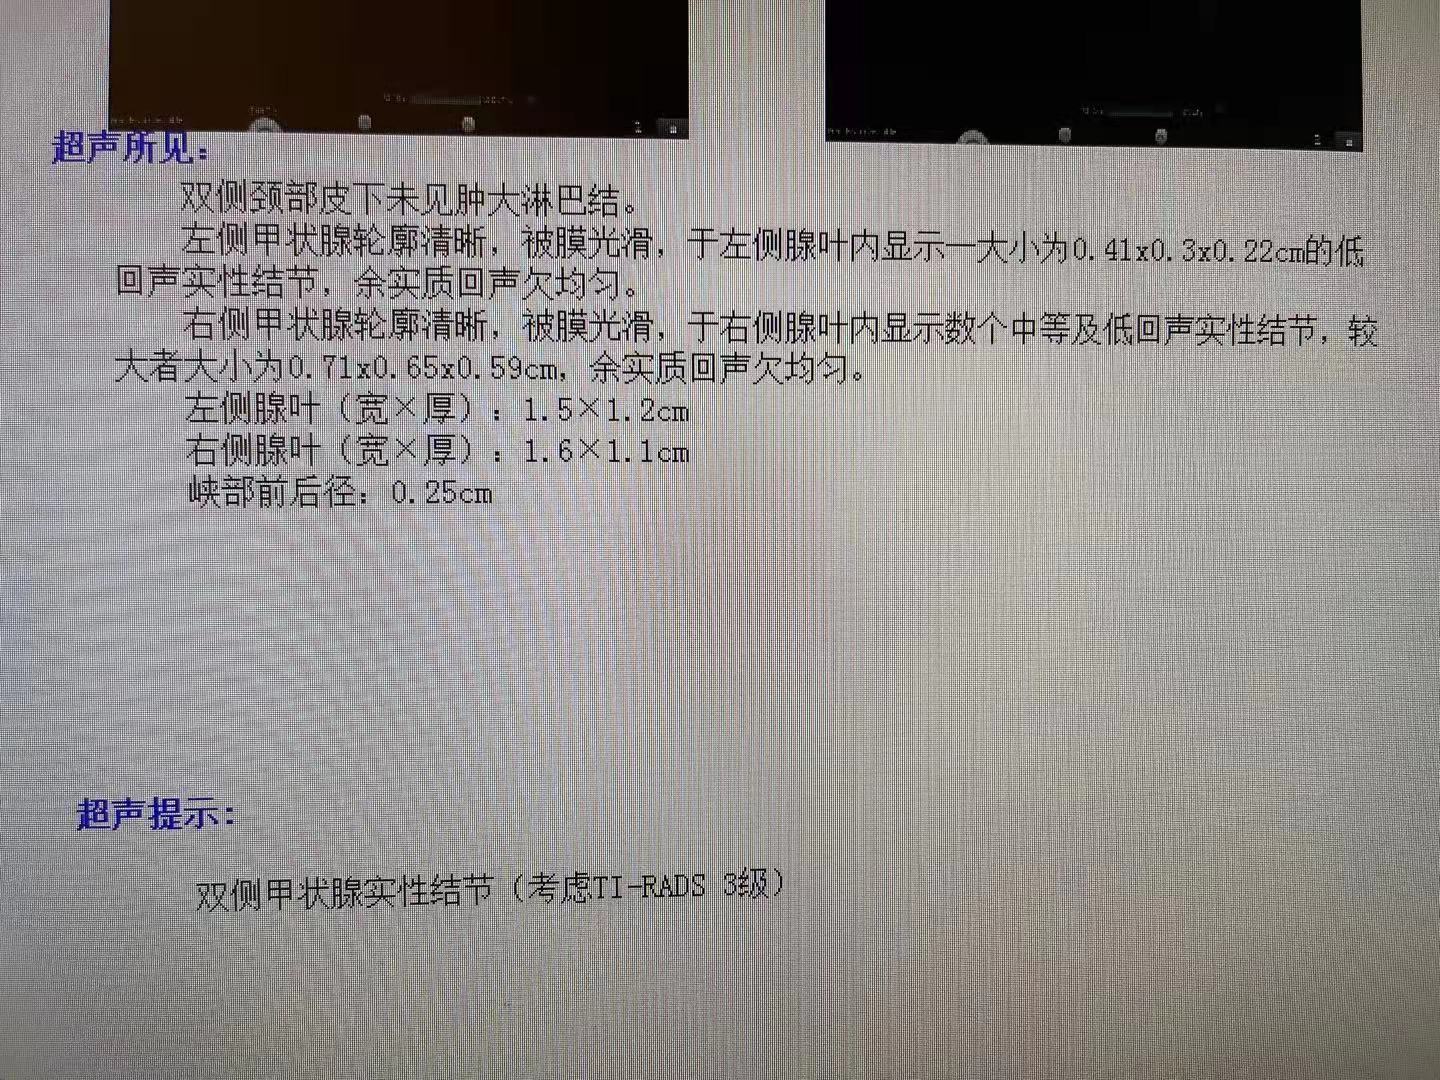 超声所见：
双侧颈部皮下未见肿大淋巴结。
左侧甲状腺轮廓清晰，被膜光滑，于左侧腺叶内显示一大小为0.41x0.3x0.22cm的低
回声实性结节，余实质回声欠均匀。
右侧甲状腺轮廓清晰，被膜光滑，于右侧腺叶内显示数个中等及低回声实性结节，较
大者大小为0.71x0.65x0.59cm，余实质回声欠均匀。
左侧腺叶（宽×厚）：1.5×1.2cm
右侧腺叶（宽×厚）：1.6×1.1cm
峡部前后径：0.25cm
超声提示：
双侧甲状腺实性结节（考虑TI-RADS 3级）